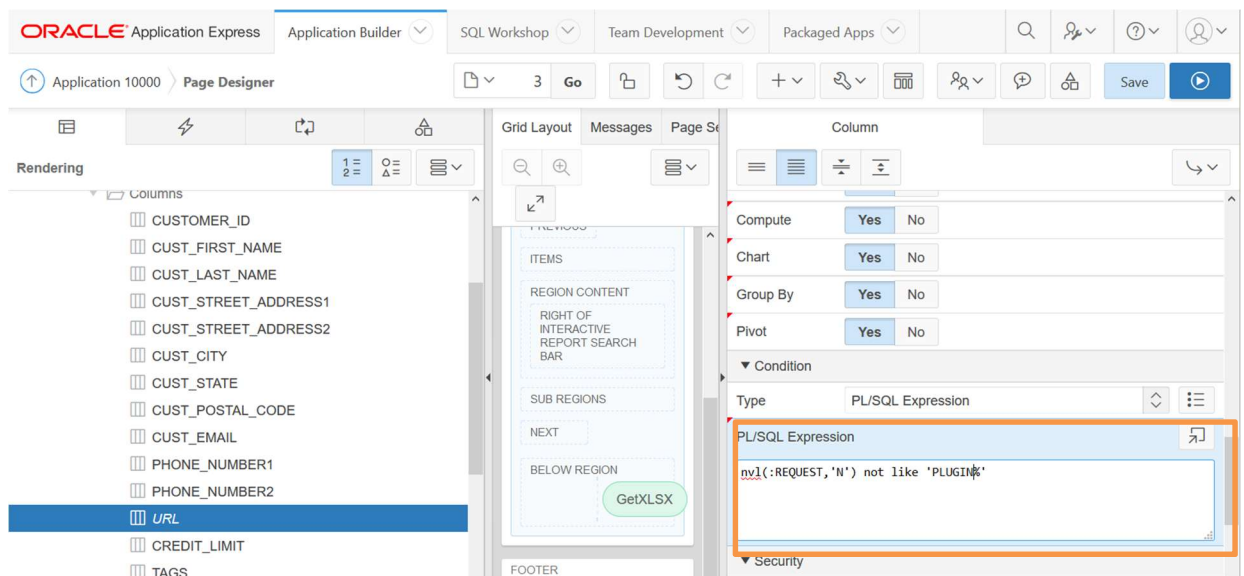 ORACLE Application Express Application Builder SQL Workshop Team Development Packaged Apps
Application 10000 Page Designer 3 Go Save
Grid Layout Messages Page Se Column
Rendering
Columns
CUSTOMER_ID
CUST_FIRST_NAME
CUST_LAST_NAME
CUST_STREET_ADDRESS1
CUST_STREET_ADDRESS2
CUST_CITY
CUST_STATE
CUST_POSTAL_CODE
CUST_EMAIL
PHONE_NUMBER1
PHONE_NUMBER2
URL
CREDIT_LIMIT
TAGS
PREVIOUS
ITEMS
REGION CONTENT
RIGHT OF
INTERACTIVE
REPORT SEARCH
BAR
SUB REGIONS
NEXT
BELOW REGION
GetXLSX
FOOTER
Compute Yes No
Chart Yes No
Group By Yes No
Pivot Yes No
Condition
Type PL/SQL Expression
PL/SQL Expression
nvl(:REQUEST,'N') not like 'PLUGIN%'
Security